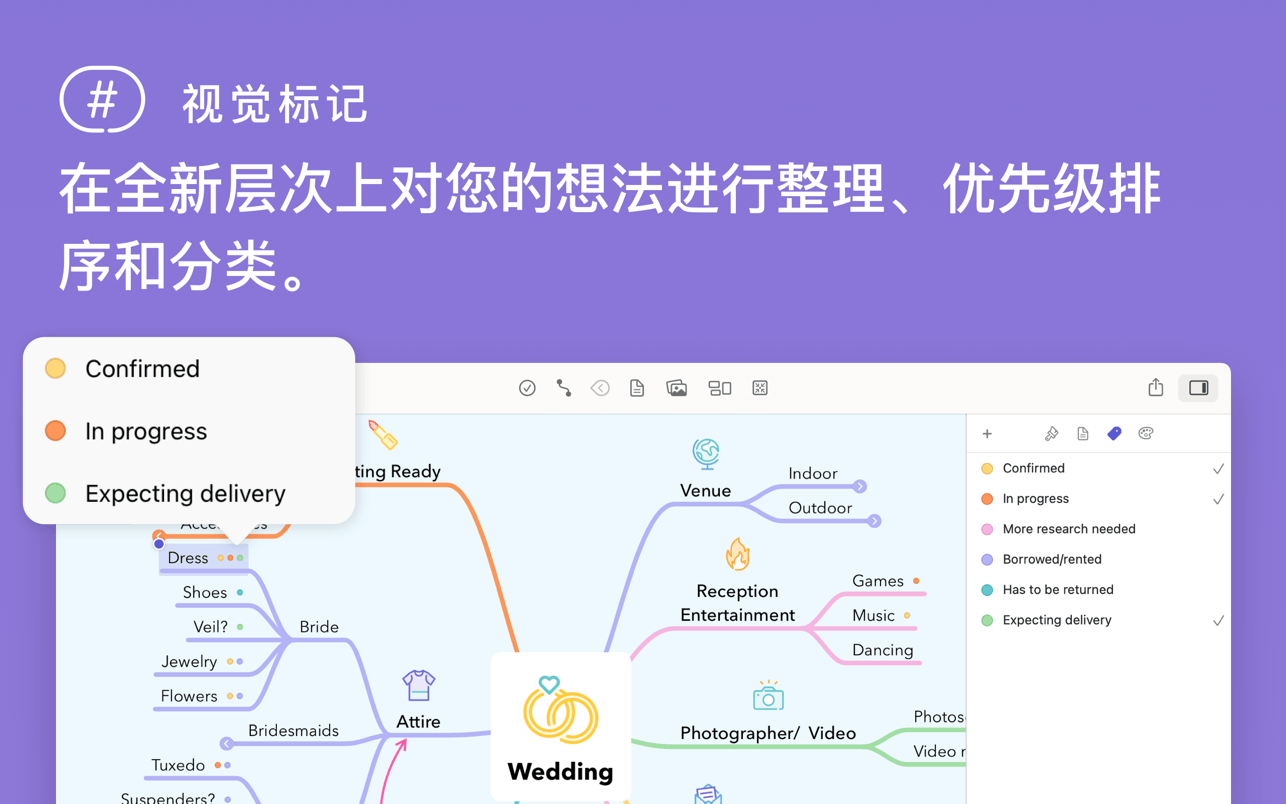 #
视觉标记
在全新层次上对您的想法进行整理、优先级排
序和分类。
Confirmed
In progress
Expecting delivery
ting Ready
Dress
Shoes
Veil?
Jewelry
Flowers
Bride
Bridesmaids
Tuxedo
Suspenders?
Attire
Wedding
Venue
Indoor
Outdoor
Reception
Entertainment
Games
Music
Dancing
Photographer/ Video
Photos
Video
Confirmed
In progress
More research needed
Borrowed/rented
Has to be returned
Expecting delivery